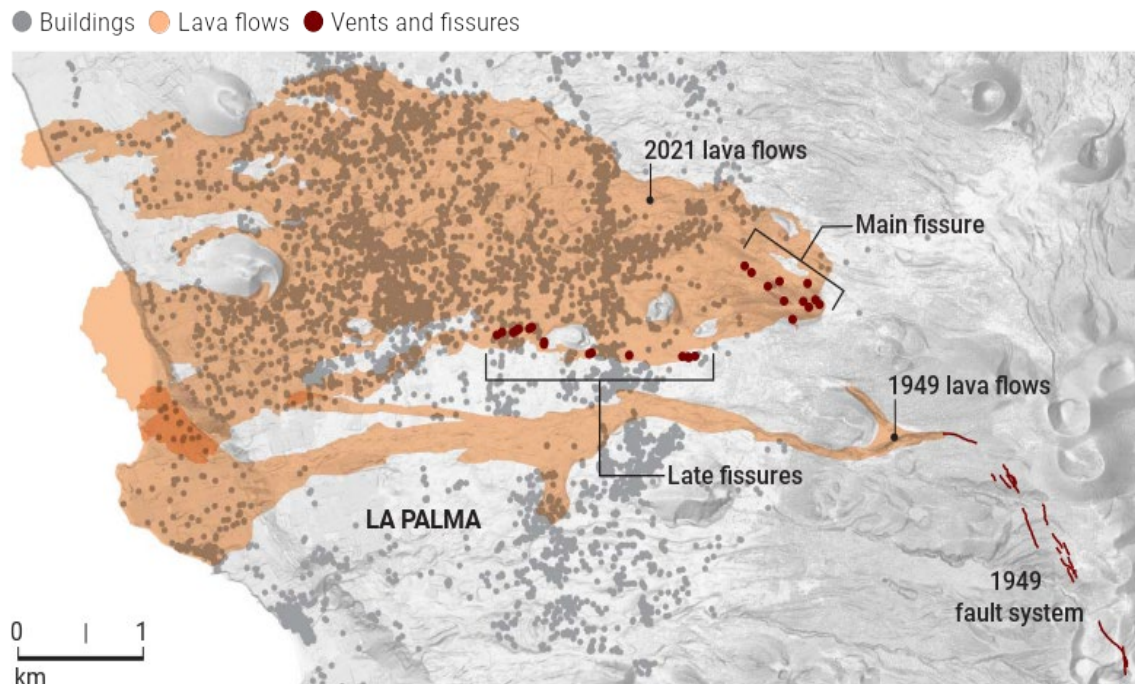 Buildings Lava flows Vents and fissures
2021 lava flows
Main fissure
1949 lava flows
Late fissures
LA PALMA
1949
fault system
0 1
km